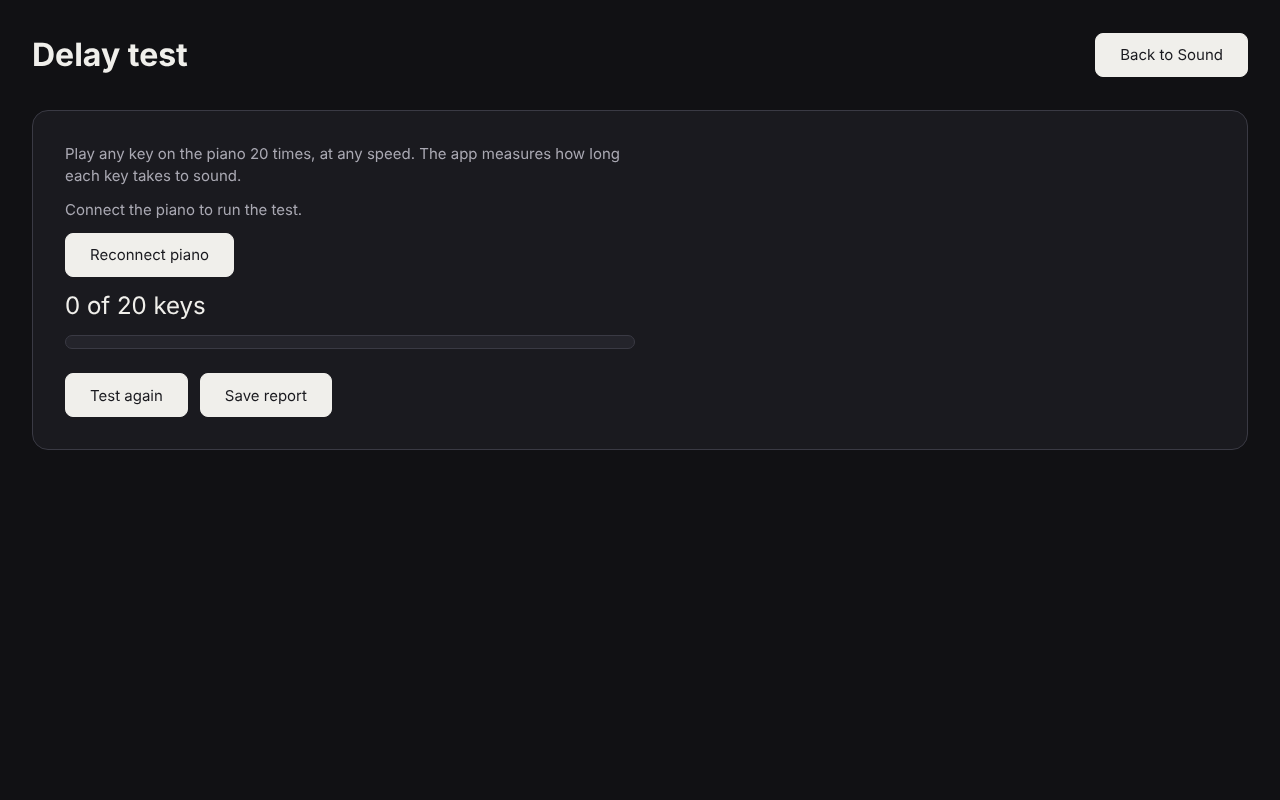 Delay test
Back to Sound
Play any key on the piano 20 times, at any speed. The app measures how long
each key takes to sound.
Connect the piano to run the test.
Reconnect piano
0 of 20 keys
Test again
Save report